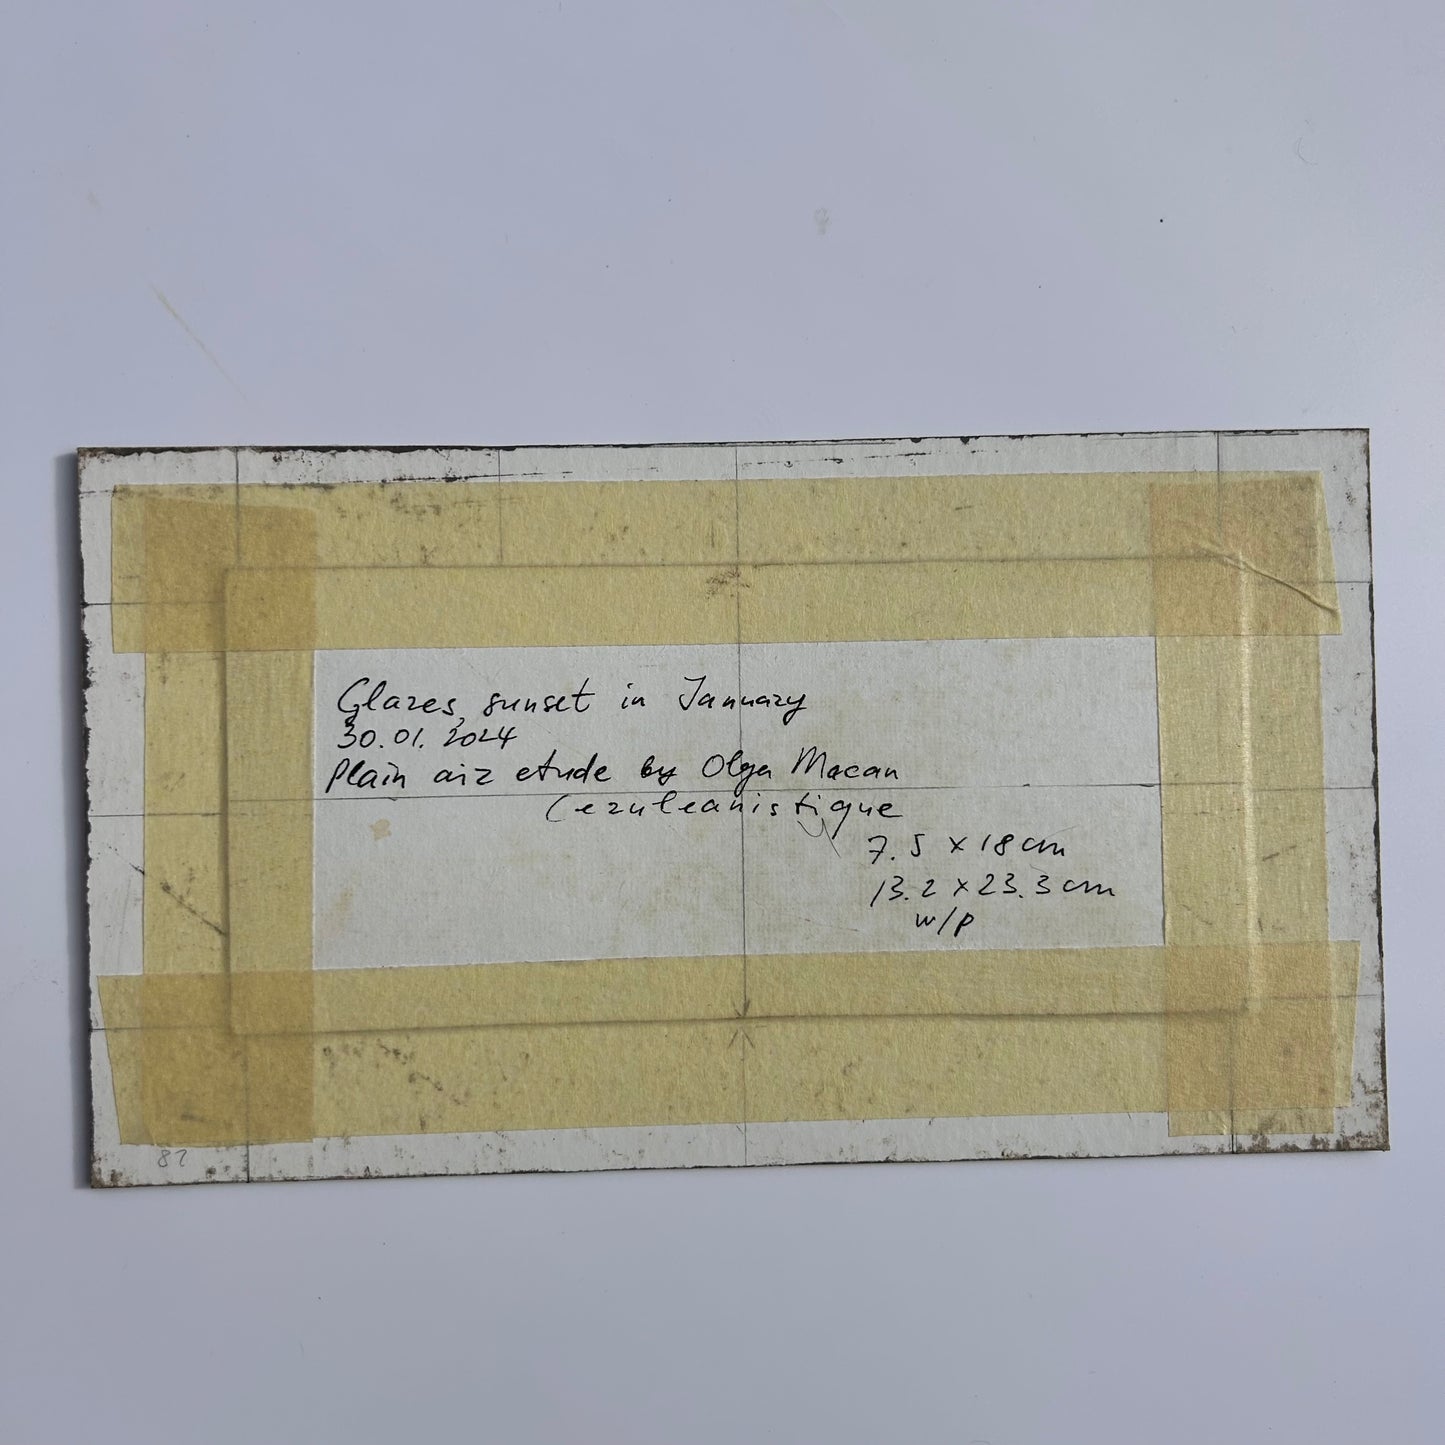 Glazes, sunset in January
30.01.2024
Plain air etude by Olga Macan
Ceruleanistique
7.5 x 18 cm
13.2 x 23.3 cm
w/p